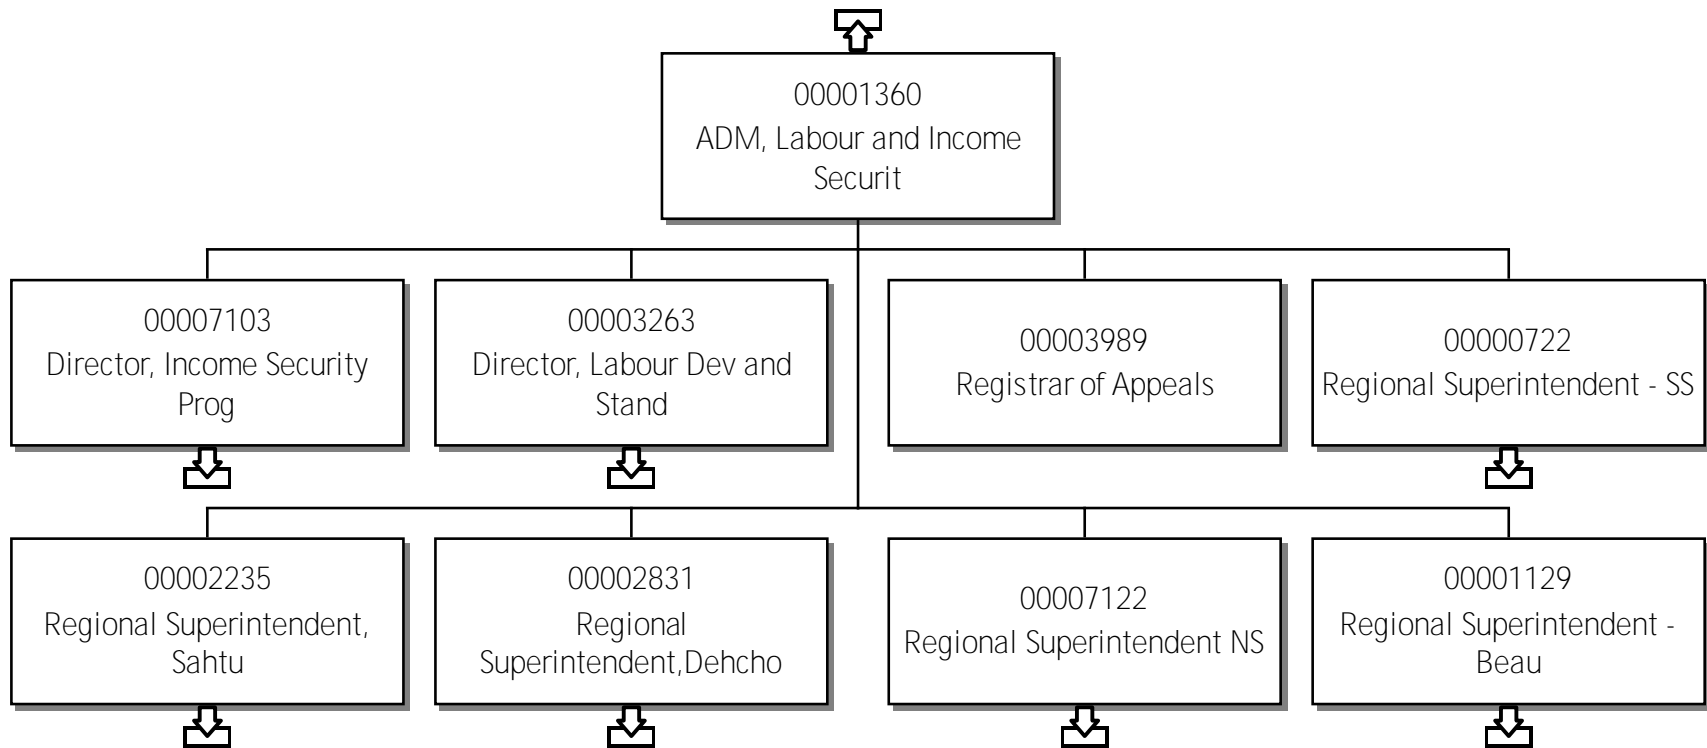 00001360
ADM, Labour and Income
Securit
00007103
Director, Income Security
Prog
00003263
Director, Labour Dev and
Stand
00003989
Registrar of Appeals
00000722
Regional Superintendent - SS
00002235
Regional Superintendent,
Sahtu
00002831
Regional
Superintendent,Dehcho
00007122
Regional Superintendent NS
00001129
Regional Superintendent -
Beau